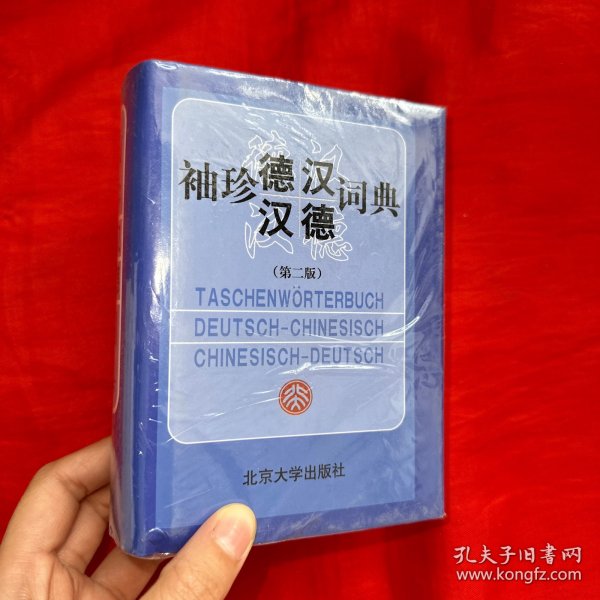 袖珍德汉词典
汉德
(第二版)
TASCHENWÖRTERBUCH
DEUTSCH-CHINESISCH
CHINESISCH-DEUTSCH
北京大学出版社
孔夫子旧书网
www.kongfz.com